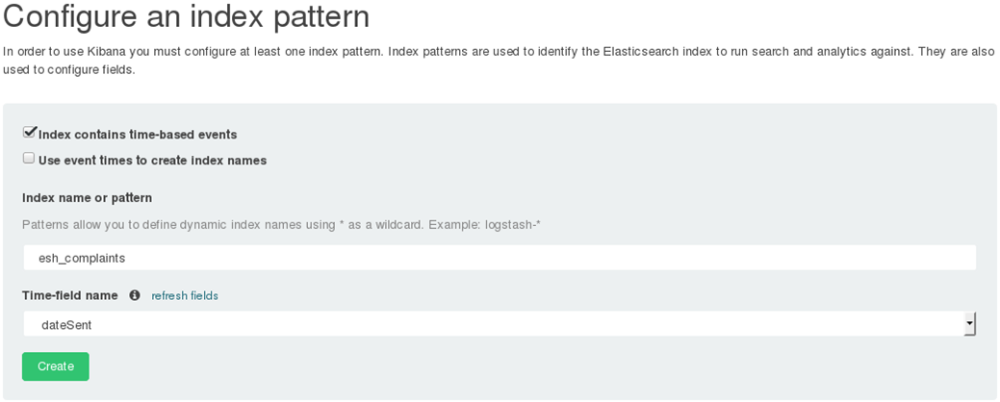 Configure an index pattern
In order to use Kibana you must configure at least one index pattern. Index patterns are used to identify the Elasticsearch index to run search and analytics against. They are also
used to configure fields.
Index contains time-based events
Use event times to create index names
Index name or pattern
Patterns allow you to define dynamic index names using * as a wildcard. Example: logstash-*
esh_complaints
Time-field name refresh fields
dateSent
Create